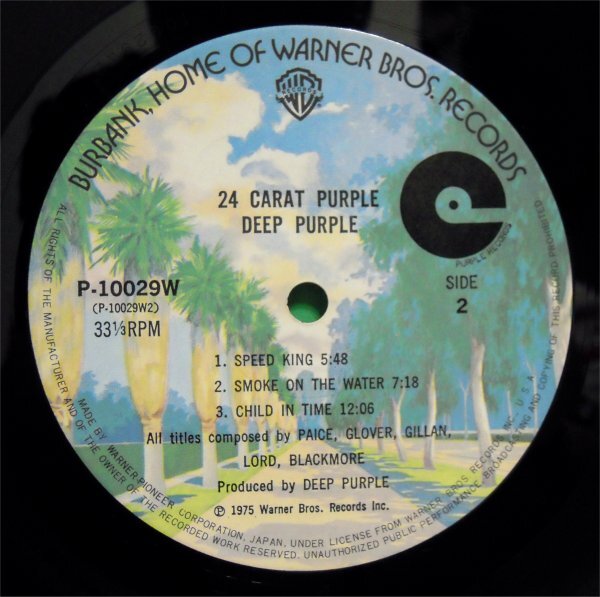 BURBANK, HOME OF WARNER BROS. RECORDS
WB
RECORDS
24 CARAT PURPLE
DEEP PURPLE
PURPLE RECORDS
P-10029W
(P-10029W2)
33⅓RPM
SIDE
2
1. SPEED KING 5:48
2. SMOKE ON THE WATER 7:18
3. CHILD IN TIME 12:06
All titles composed by PAICE, GLOVER, GILLAN,
LORD, BLACKMORE
Produced by DEEP PURPLE
℗ 1975 Warner Bros. Records Inc.
MADE BY WARNER-PIONEER CORPORATION, JAPAN, UNDER LICENSE FROM WARNER BROS. RECORDS INC., U.S.A.
ALL RIGHTS OF THE MANUFACTURER AND OF THE OWNER OF THE RECORDED WORK RESERVED. UNAUTHORIZED PUBLIC PERFORMANCE, BROADCASTING AND COPYING OF THIS RECORD PROHIBITED